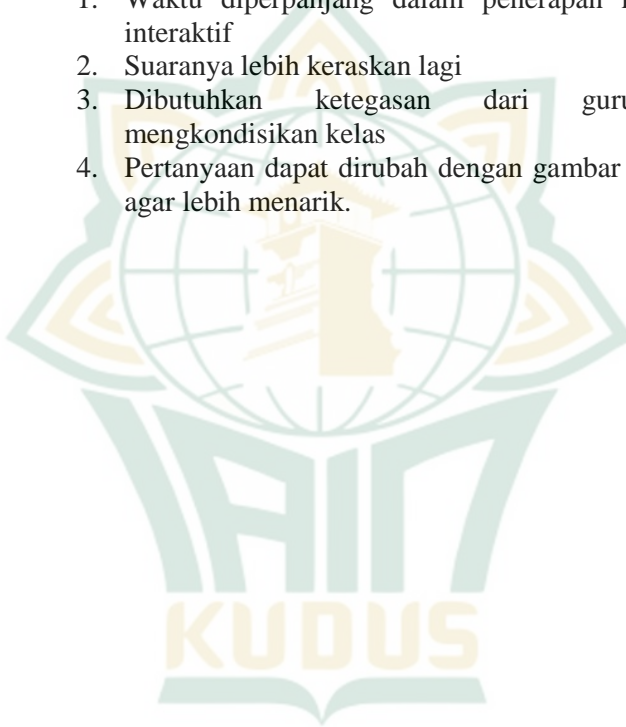 1. Waktu diperpanjang dalam penerapan
interaktif
2. Suaranya lebih keraskan lagi
3. Dibutuhkan ketegasan dari guru
mengkondisikan kelas
4. Pertanyaan dapat dirubah dengan gambar
agar lebih menarik.
IAIN
KUDUS